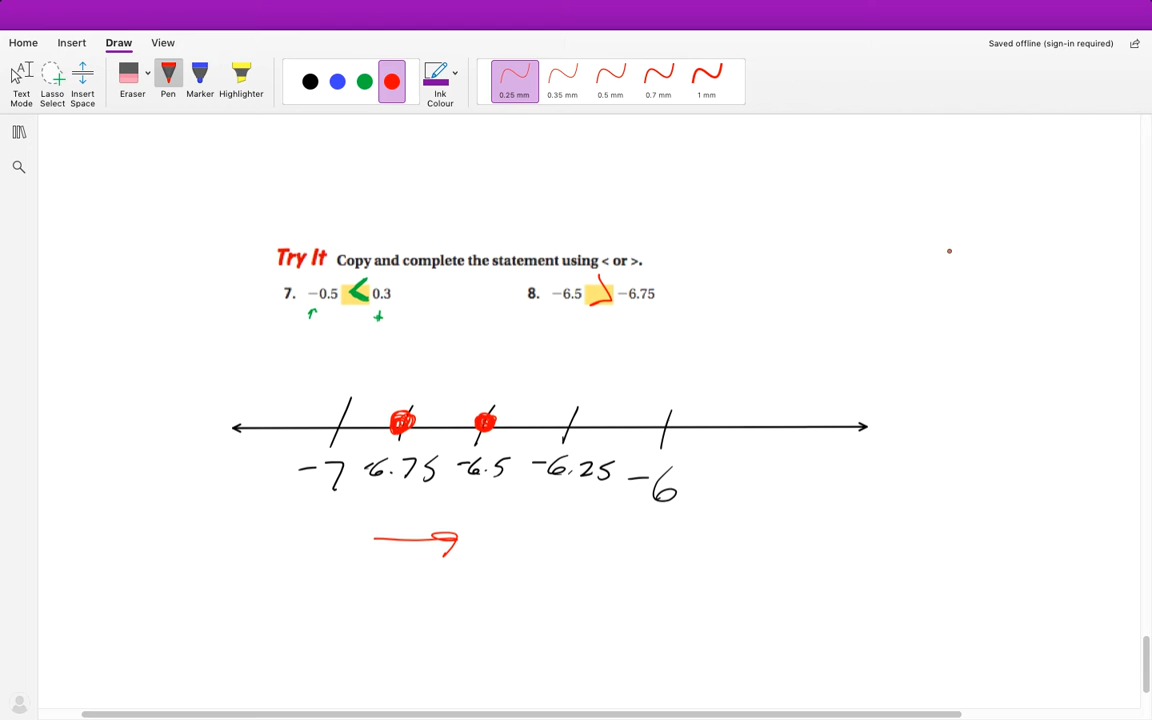 Home Insert Draw View
Saved offline (sign-in required)
Text Mode Lasso Select Insert Space Eraser Pen Marker Highlighter Ink Colour 0.25 mm 0.35 mm 0.5 mm 0.7 mm 1 mm
Try It Copy and complete the statement using < or >.
7. −0.5 < 0.3 8. −6.5 > −6.75
+
-7 -6.75 -6.5 -6.25 -6